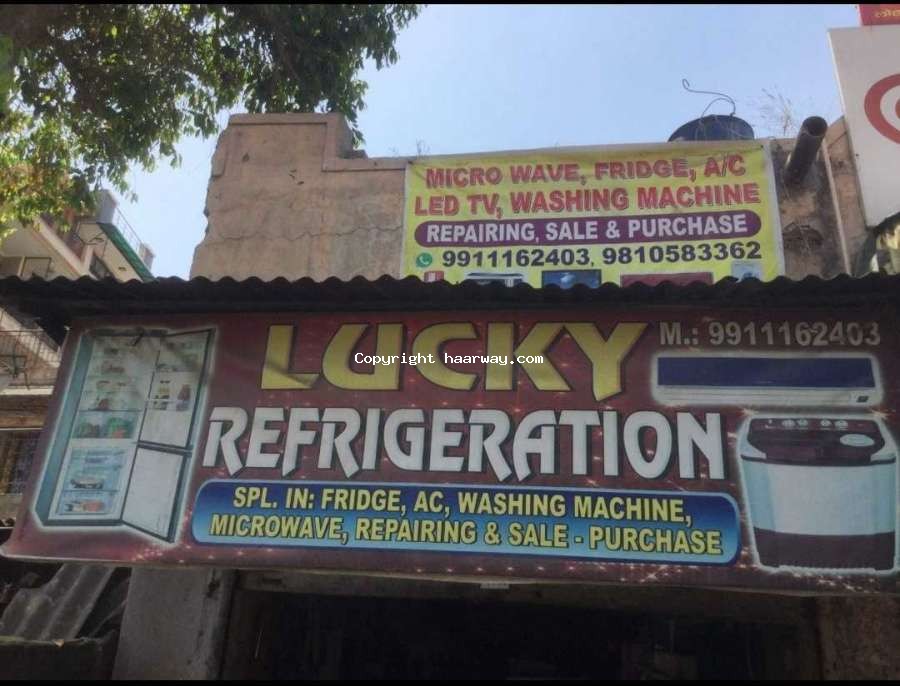 MICRO WAVE, FRIDGE, A/C
LED TV, WASHING MACHINE
REPAIRING, SALE & PURCHASE
9911162403, 9810583362
LUCKY
M.: 9911162403
Copyright haarway.com
REFRIGERATION
SPL. IN: FRIDGE, AC, WASHING MACHINE,
MICROWAVE, REPAIRING & SALE - PURCHASE